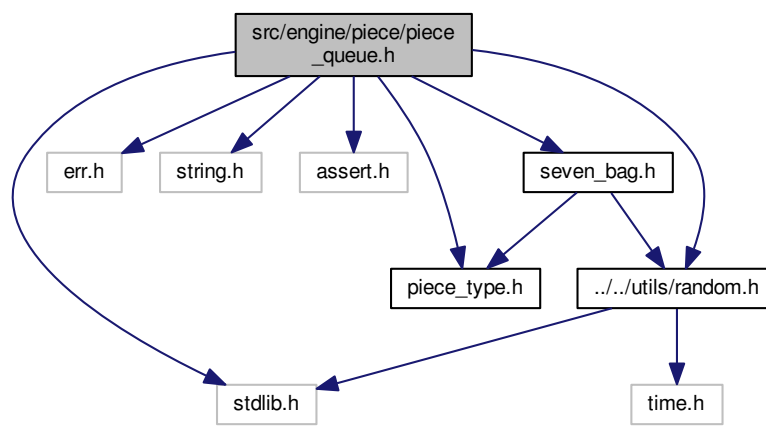 src/engine/piece/piece
_queue.h
err.h
string.h
assert.h
seven_bag.h
piece_type.h
../../utils/random.h
stdlib.h
time.h